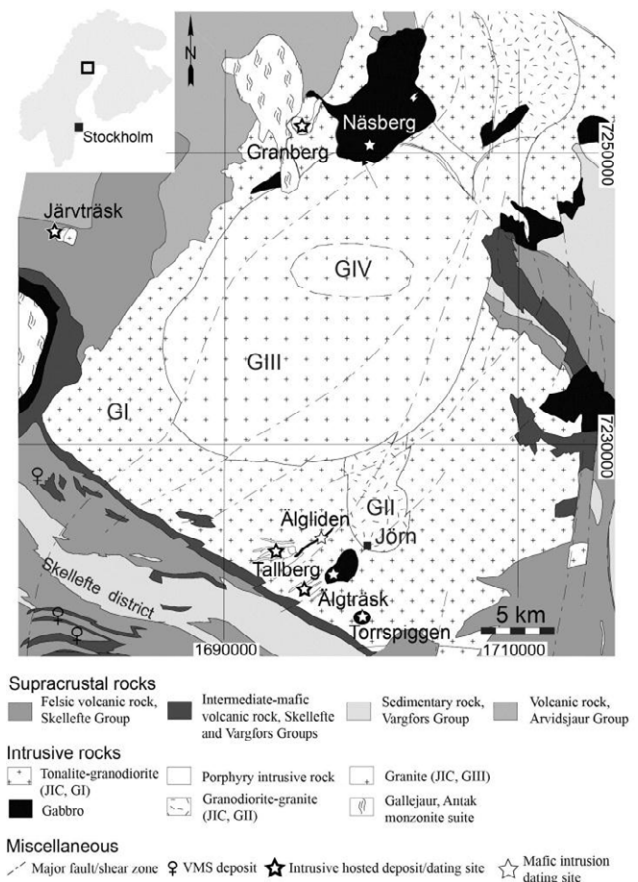 Stockholm
N
Näsberg
Granberg
7250000
Järvträsk
GIV
GIII
GI
7230000
GII
Älgliden
Jörn
Tallberg
Skellefte district
Älgträsk
5 km
Torrspiggen
1690000
1710000
Supracrustal rocks
Felsic volcanic rock, Skellefte Group
Intermediate-mafic volcanic rock, Skellefte and Vargfors Groups
Sedimentary rock, Vargfors Group
Volcanic rock, Arvidsjaur Group
Intrusive rocks
Tonalite-granodiorite (JIC, GI)
Porphyry intrusive rock
Granite (JIC, GIII)
Gabbro
Granodiorite-granite (JIC, GII)
Gallejaur, Antak monzonite suite
Miscellaneous
Major fault/shear zone
VMS deposit
Intrusive hosted deposit/dating site
Mafic intrusion dating site